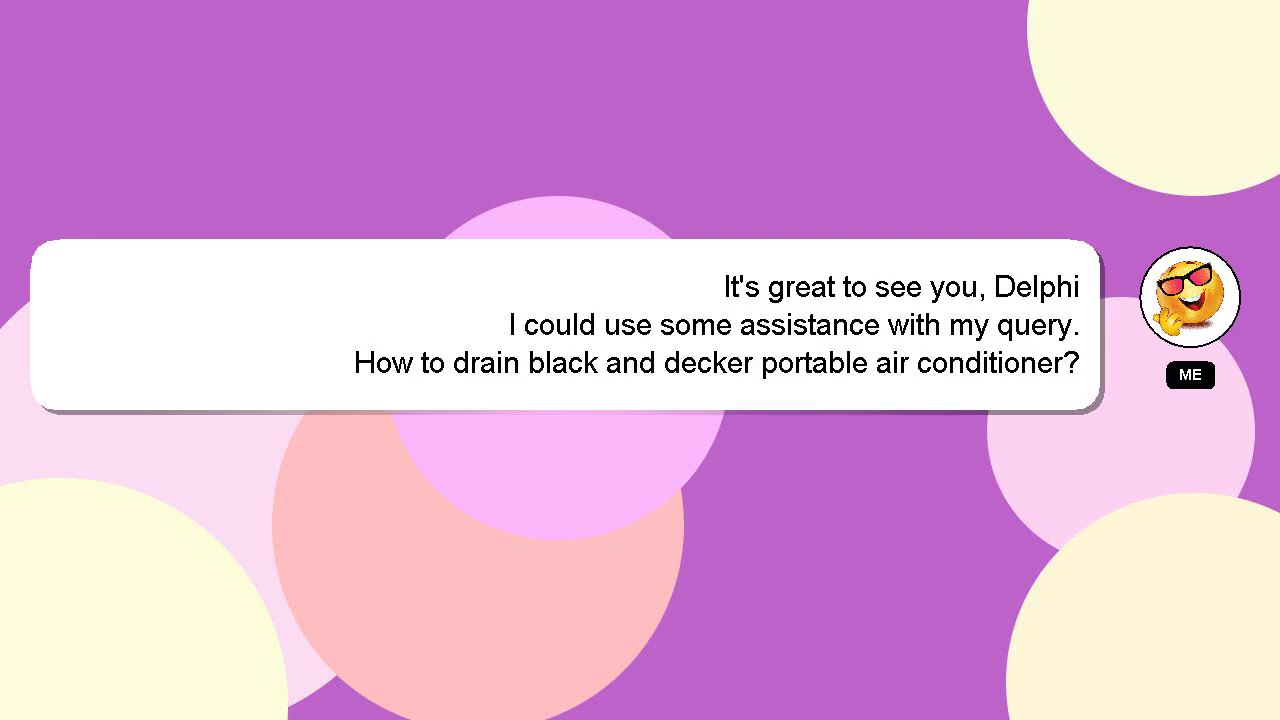 It's great to see you, Delphi
I could use some assistance with my query.
How to drain black and decker portable air conditioner?
ME